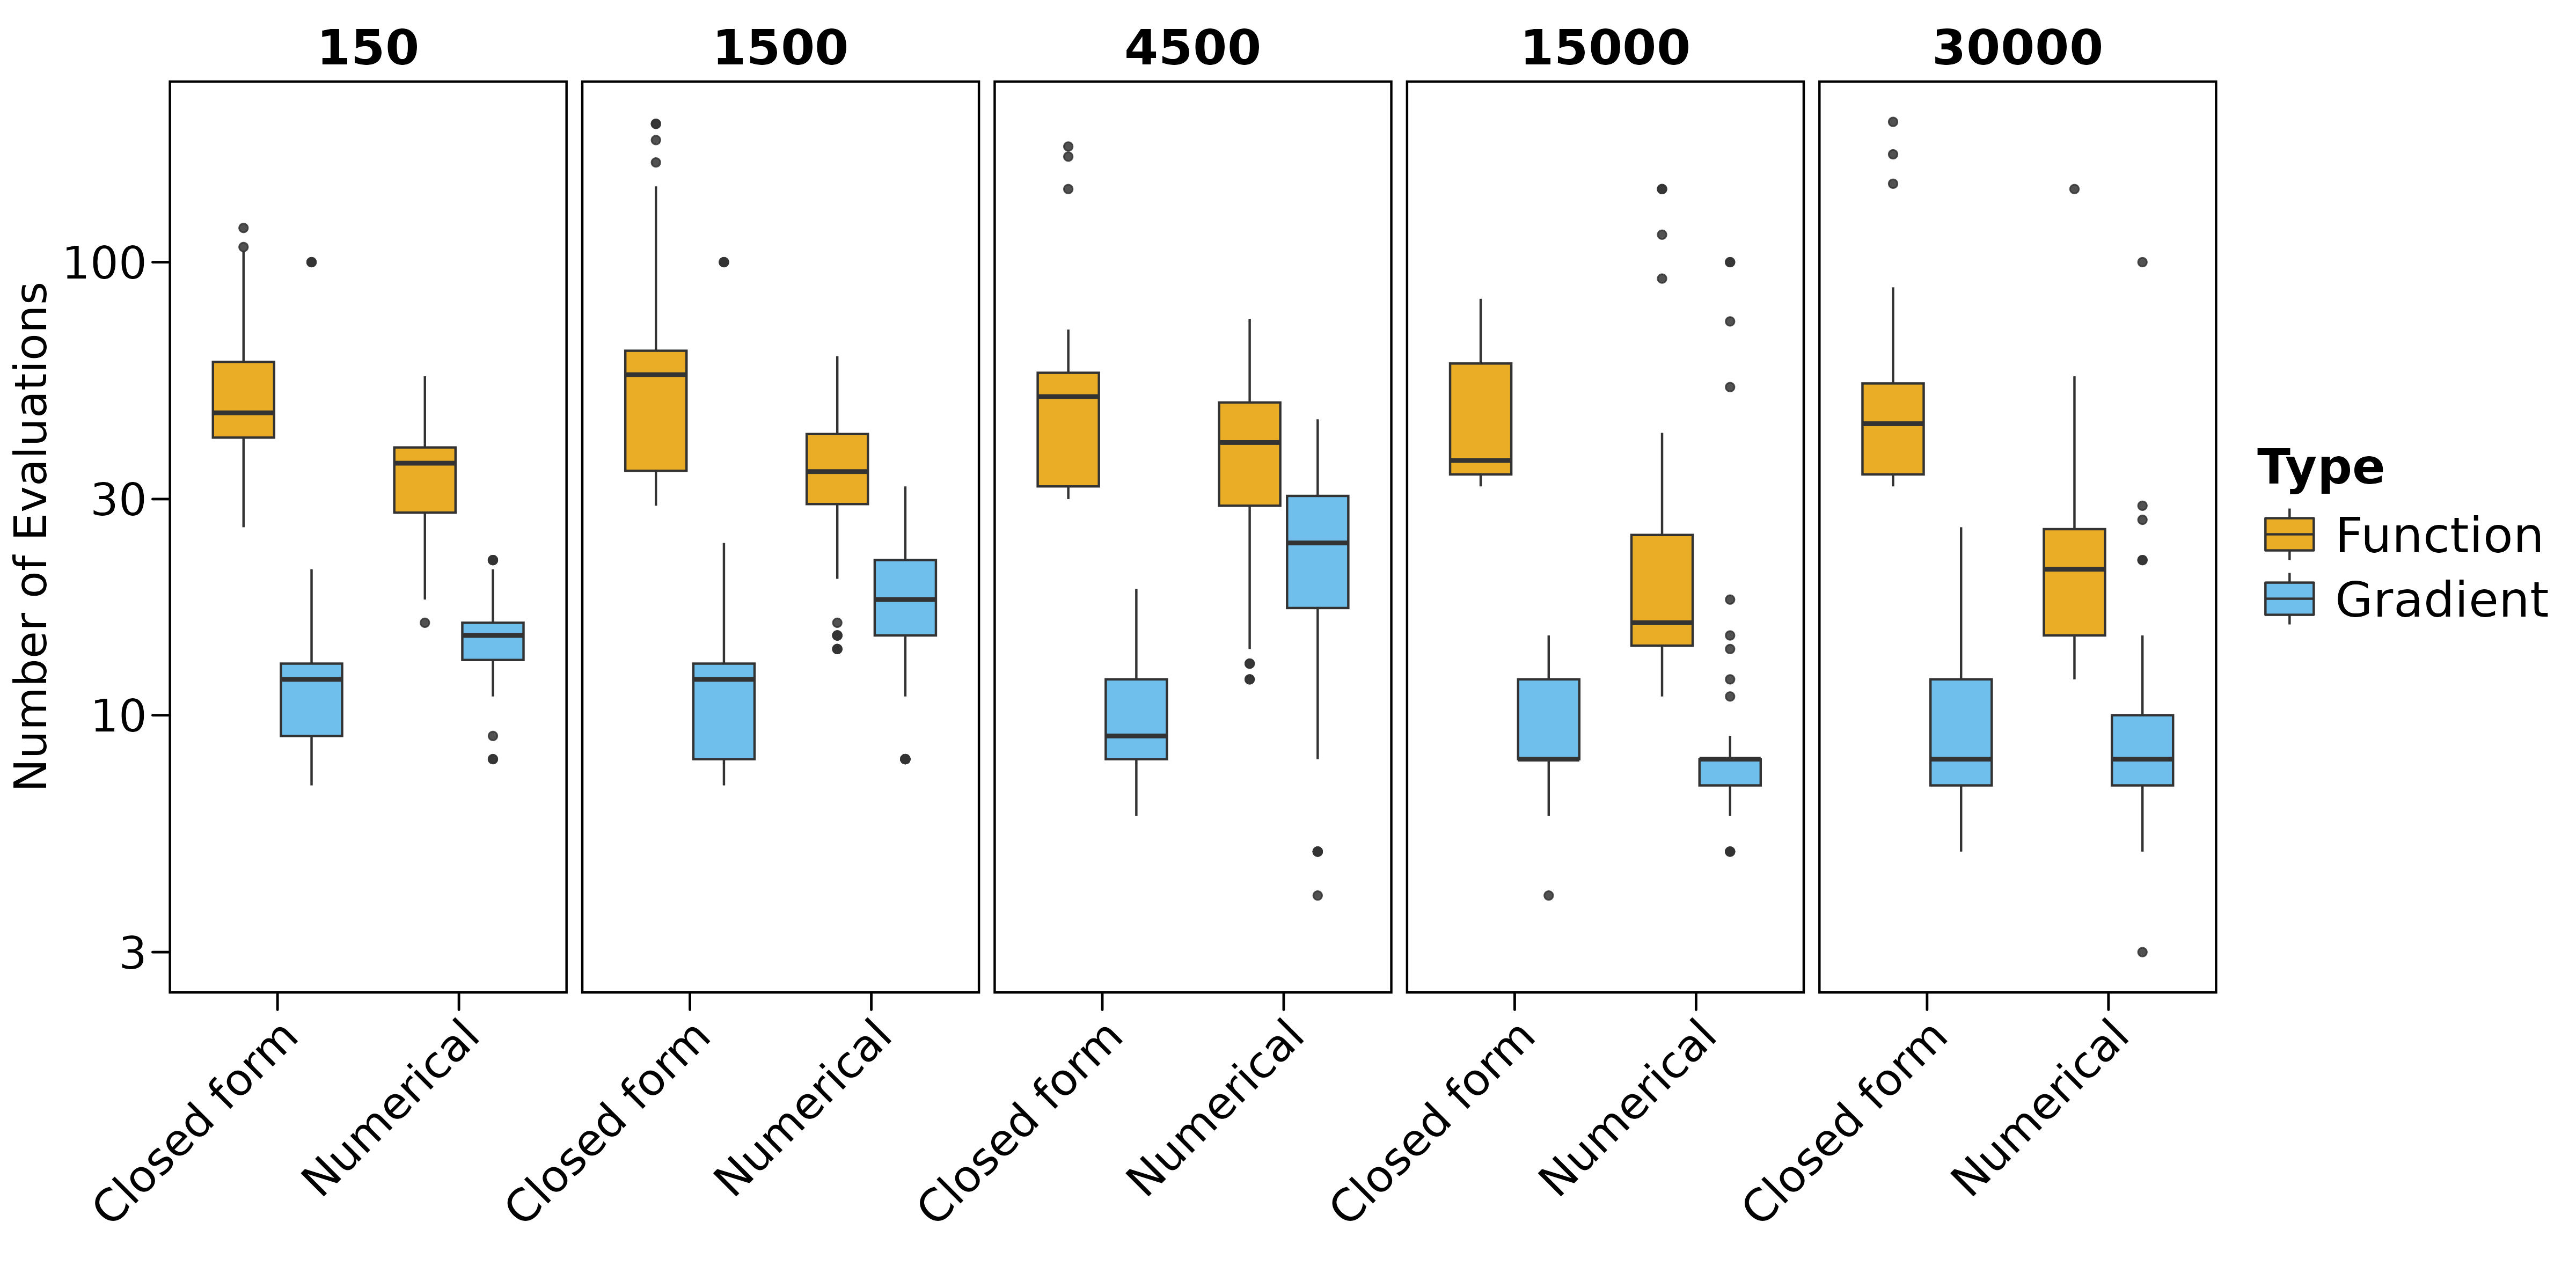 150 1500 4500 15000 30000
Number of Evaluations
100
30
10
3
Closed form Numerical Closed form Numerical Closed form Numerical Closed form Numerical Closed form Numerical
Type
Function
Gradient